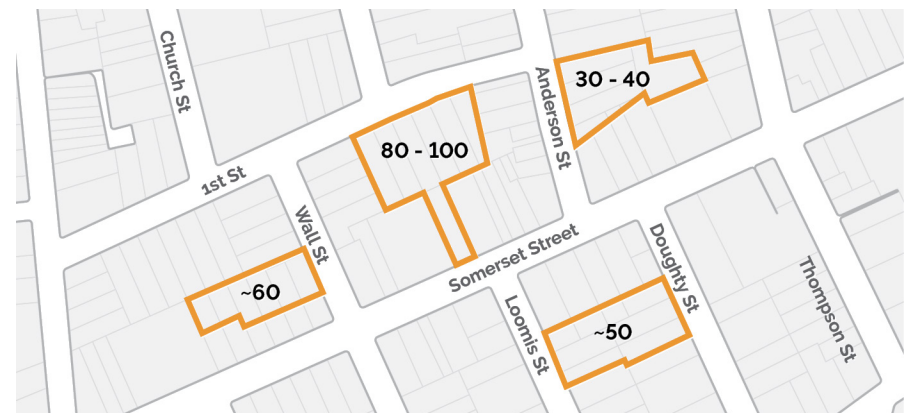 Church St
Anderson St
30 - 40
80 - 100
1st St
Wall St
Somerset Street
Doughty St
Thompson St
~60
Loomis St
~50